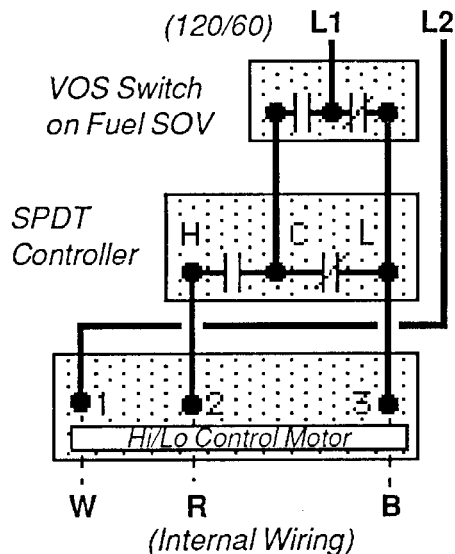 (120/60) L1 L2
VOS Switch
on Fuel SOV
SPDT
Controller
H C L
1 2 3
Hi/Lo Control Motor
W R B
(Internal Wiring)